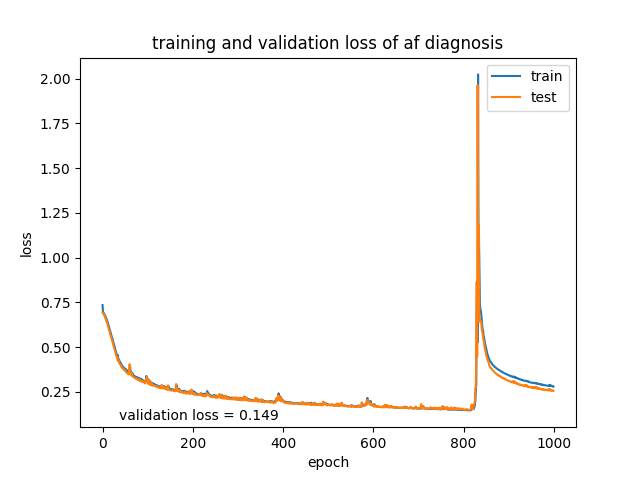 training and validation loss of af diagnosis
train
test
2.00
1.75
1.50
1.25
1.00
0.75
0.50
0.25
loss
validation loss = 0.149
0
200
400
600
800
1000
epoch